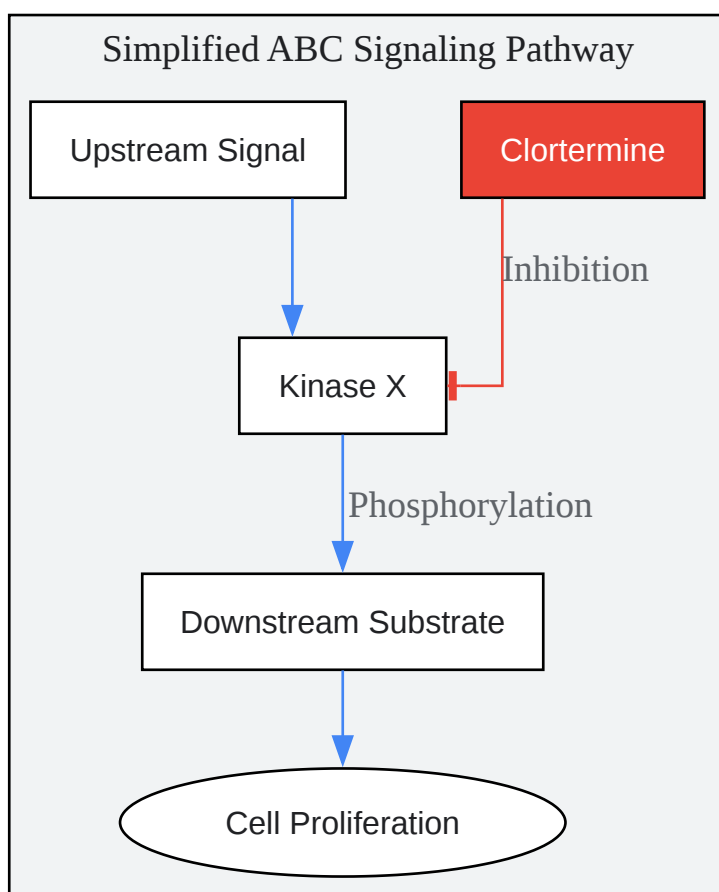 Simplified ABC Signaling Pathway
Upstream Signal
Clortermine
Inhibition
Kinase X
Phosphorylation
Downstream Substrate
Cell Proliferation